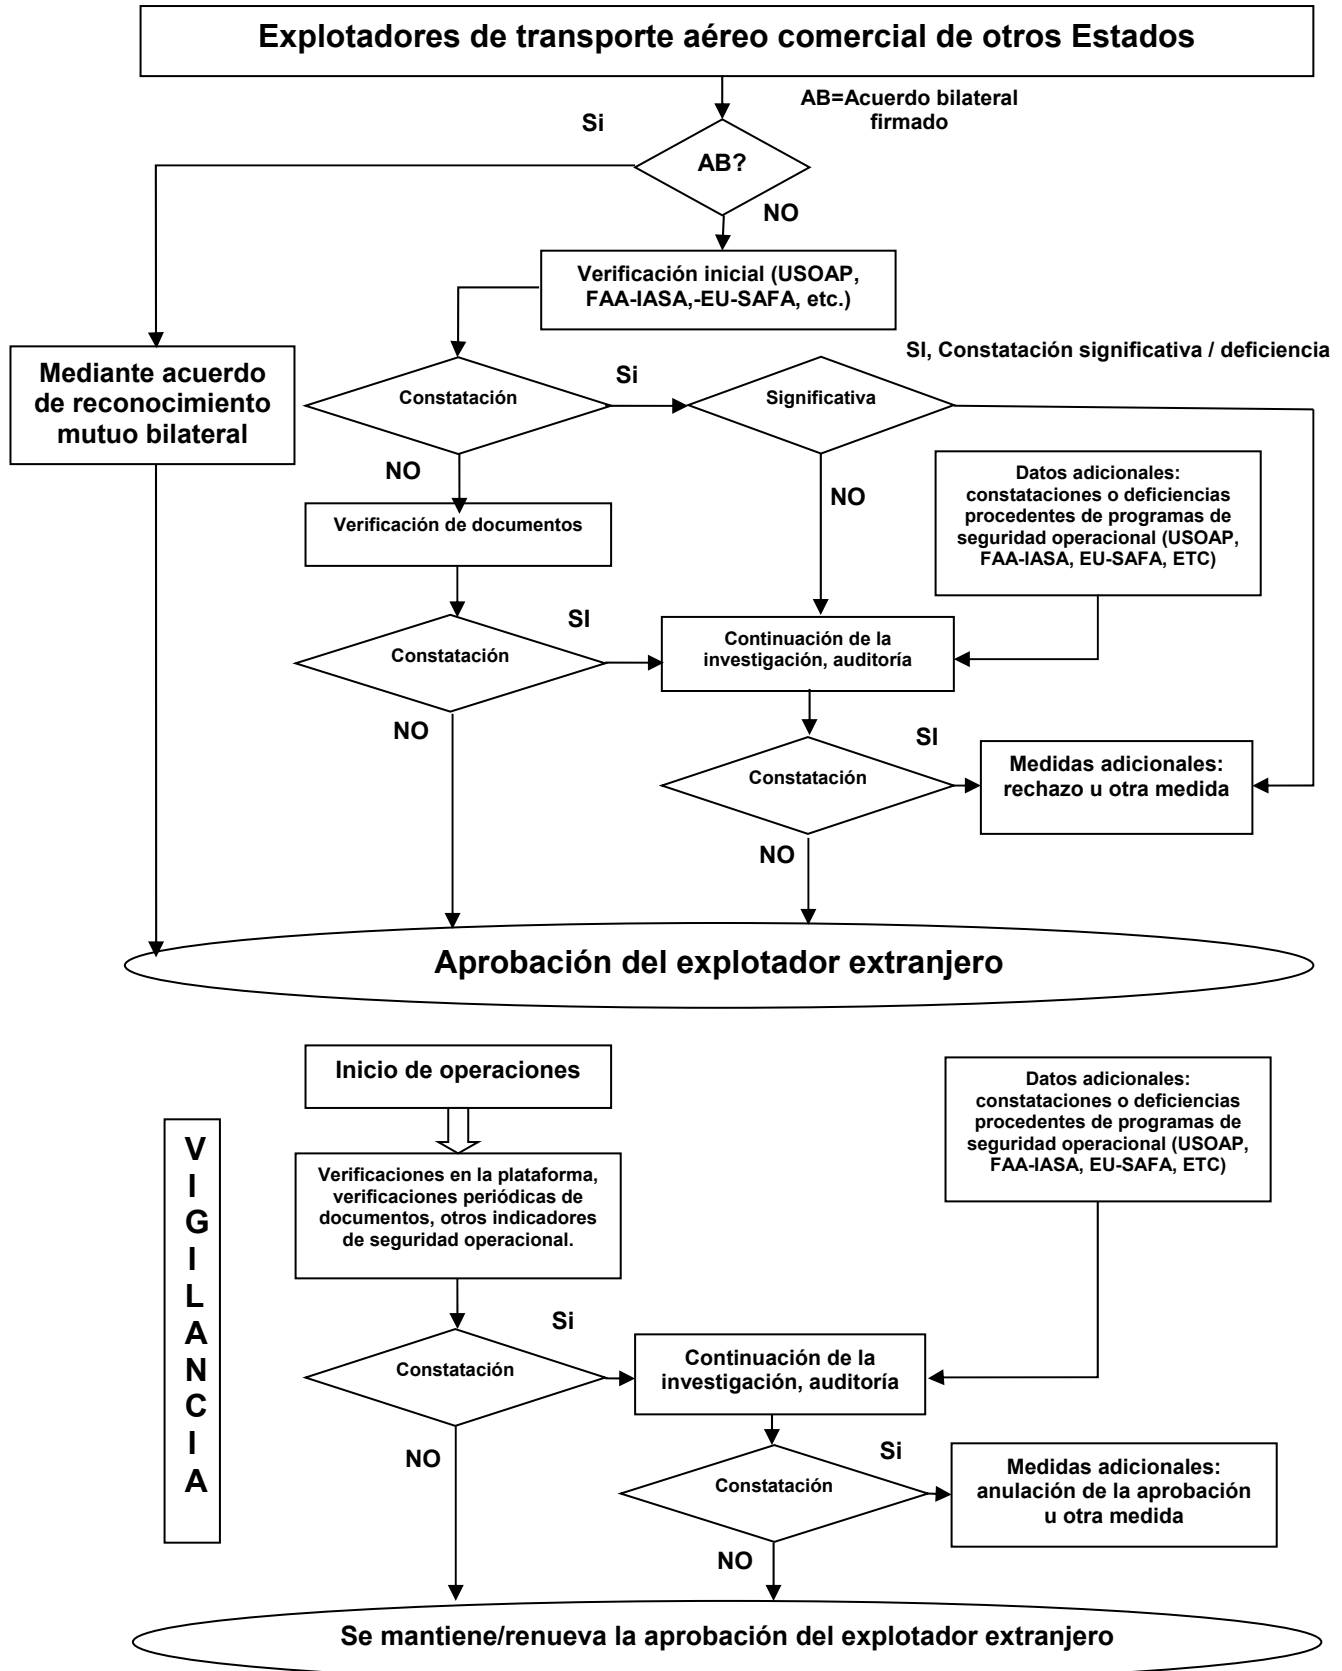 Explotadores de transporte aéreo comercial de otros Estados
AB=Acuerdo bilateral
firmado
Si
AB?
NO
Verificación inicial (USOAP,
FAA-IASA,-EU-SAFA, etc.)
SI, Constatación significativa / deficiencia
Mediante acuerdo
de reconocimiento
mutuo bilateral
Constatación
Si
Significativa
NO
NO
Datos adicionales:
constataciones o deficiencias
procedentes de programas de
seguridad operacional (USOAP,
FAA-IASA, EU-SAFA, ETC)
Verificación de documentos
Constatación
SI
Continuación de la
investigación, auditoría
NO
Constatación
SI
Medidas adicionales:
rechazo u otra medida
NO
Aprobación del explotador extranjero
Inicio de operaciones
Datos adicionales:
constataciones o deficiencias
procedentes de programas de
seguridad operacional (USOAP,
FAA-IASA, EU-SAFA, ETC)
V
I
G
I
L
A
N
C
I
A
Verificaciones en la plataforma,
verificaciones periódicas de
documentos, otros indicadores
de seguridad operacional.
Constatación
Si
Continuación de la
investigación, auditoría
NO
Constatación
Si
Medidas adicionales:
anulación de la aprobación
u otra medida
NO
Se mantiene/renueva la aprobación del explotador extranjero